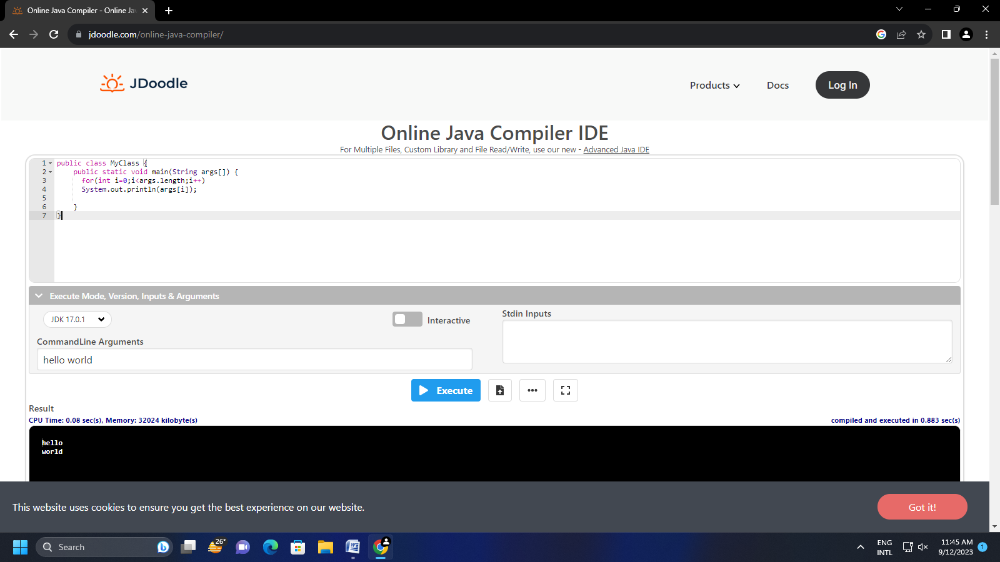 Online Java Compiler - Online Ja
jdoodle.com/online-java-compiler/
JDoodle
Products
Docs
Log In
Online Java Compiler IDE
For Multiple Files, Custom Library and File Read/Write, use our new - Advanced Java IDE
1 public class MyClass {
2 public static void main(String args[]) {
3 for(int i=0;i<args.length;i++)
4 System.out.println(args[i]);
5
6 }
7 }
Execute Mode, Version, Inputs & Arguments
JDK 17.0.1
Interactive
Stdin Inputs
CommandLine Arguments
hello world
Execute
Result
CPU Time: 0.08 sec(s), Memory: 32024 kilobyte(s)
compiled and executed in 0.883 sec(s)
hello
world
This website uses cookies to ensure you get the best experience on our website.
Got it!
Search
26°
ENG
INTL
11:45 AM
9/12/2023
1